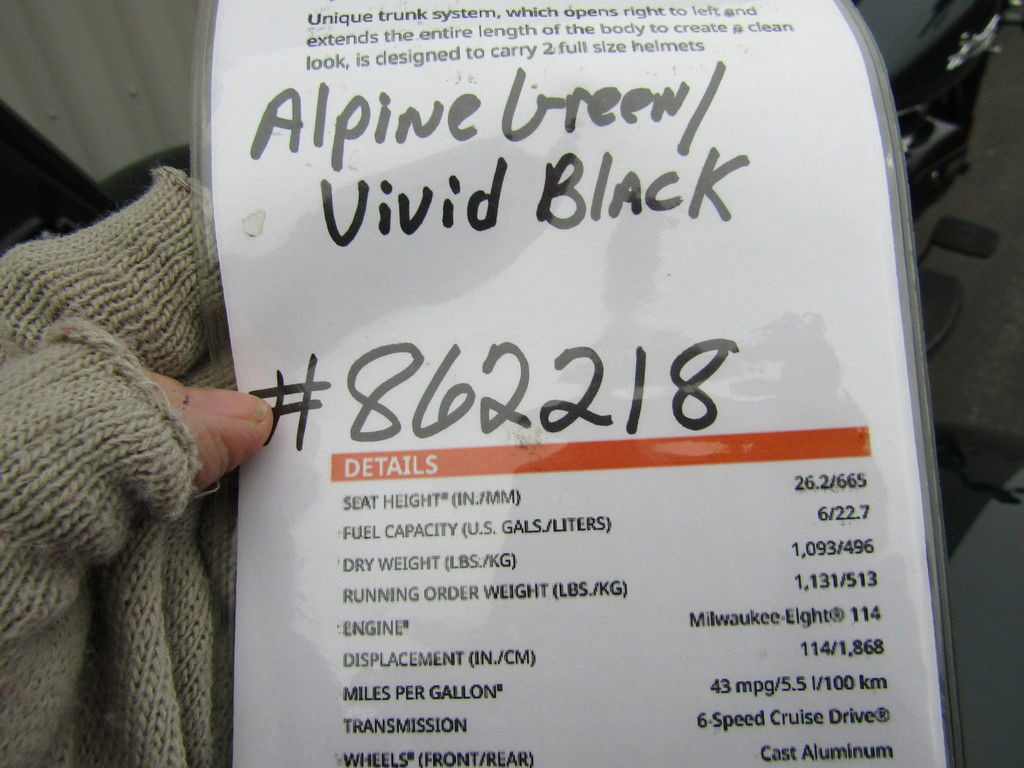 Unique trunk system, which opens right to left and
extends the entire length of the body to create a clean
look, is designed to carry 2 full size helmets
Alpine Green/
Vivid Black
#862218
DETAILS
SEAT HEIGHT⁸ (IN./MM) 26.2/665
FUEL CAPACITY (U.S. GALS./LITERS) 6/22.7
DRY WEIGHT (LBS./KG) 1,093/496
RUNNING ORDER WEIGHT (LBS./KG) 1,131/513
ENGINE⁸ Milwaukee-Eight® 114
DISPLACEMENT (IN./CM) 114/1,868
MILES PER GALLON⁸ 43 mpg/5.5 l/100 km
TRANSMISSION 6-Speed Cruise Drive®
WHEELS⁸ (FRONT/REAR) Cast Aluminum